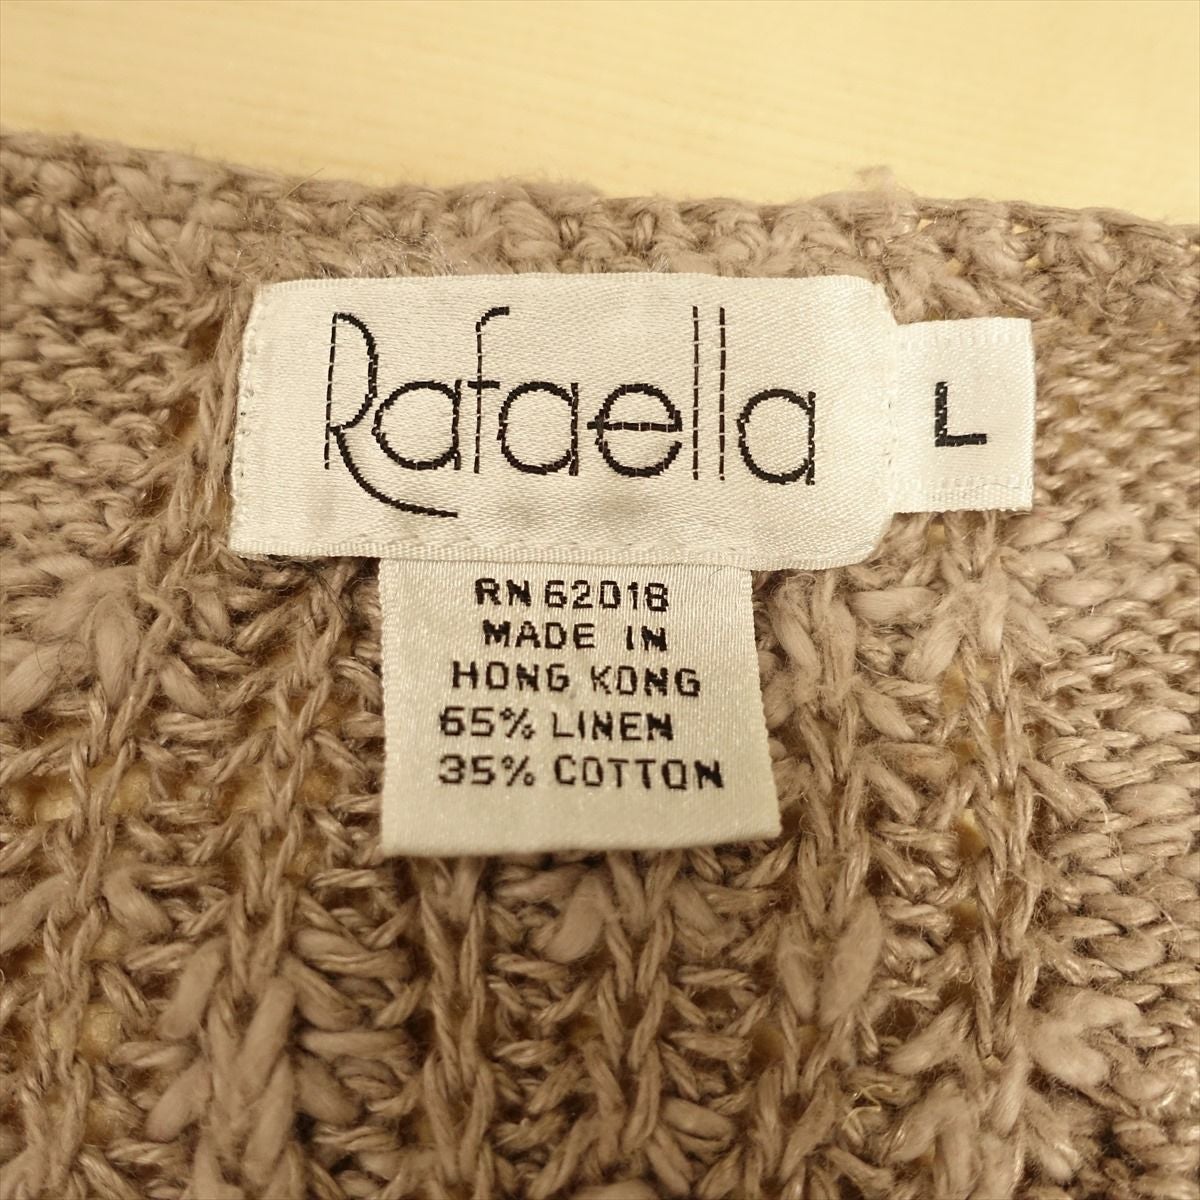 Rafaella
L
RN 62018
MADE IN
HONG KONG
65% LINEN
35% COTTON